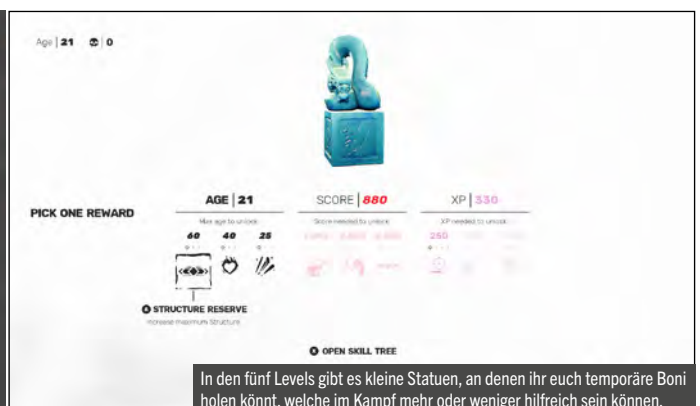 Age | 21 0
AGE | 21
SCORE | 880
XP | 330
PICK ONE REWARD
Max age to unlock
Score needed to unlock
XP needed to unlock
60 40 25
250
STRUCTURE RESERVE
Increase maximum Structure
OPEN SKILL TREE
In den fünf Levels gibt es kleine Statuen, an denen ihr euch temporäre Boni
holen könnt, welche im Kampf mehr oder weniger hilfreich sein können.